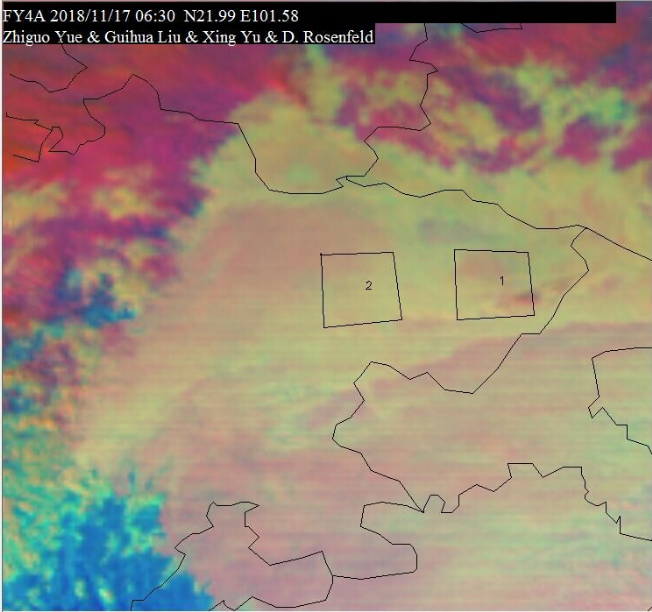 FY4A 2018/11/17 06:30 N21.99 E101.58
Zhiguo Yue & Guihua Liu & Xing Yu & D. Rosenfeld
2
1